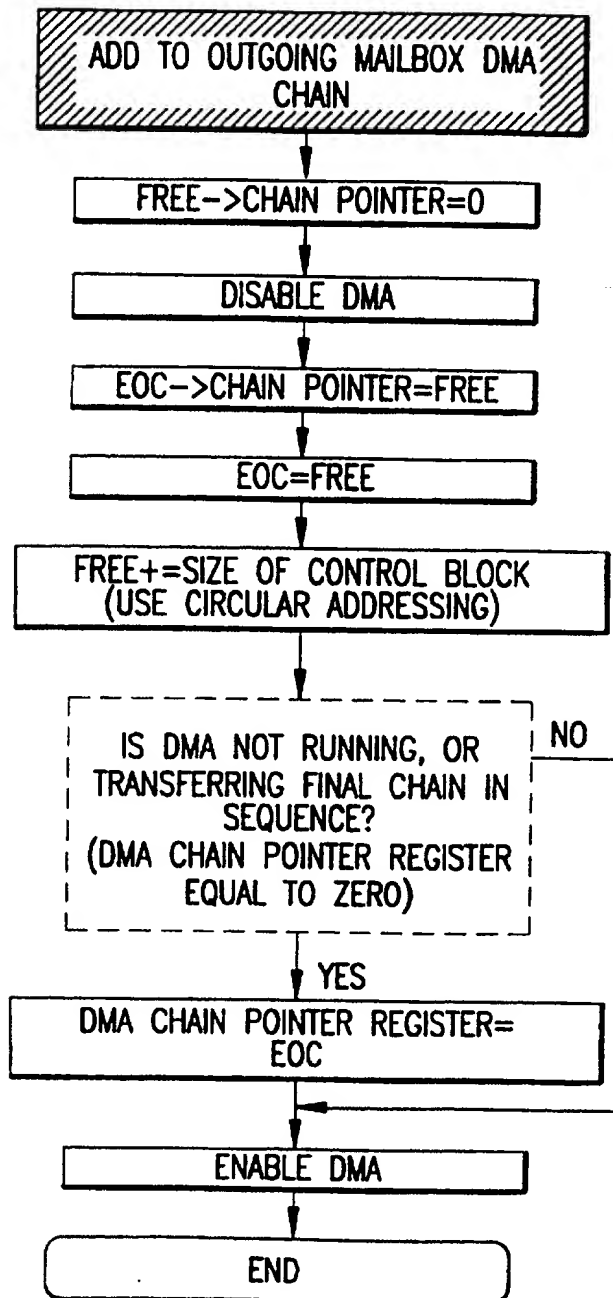 ADD TO OUTGOING MAILBOX DMA
CHAIN
FREE->CHAIN POINTER=0
DISABLE DMA
EOC->CHAIN POINTER=FREE
EOC=FREE
FREE+=SIZE OF CONTROL BLOCK
(USE CIRCULAR ADDRESSING)
IS DMA NOT RUNNING, OR
TRANSFERRING FINAL CHAIN IN
SEQUENCE?
(DMA CHAIN POINTER REGISTER
EQUAL TO ZERO)
NO
YES
DMA CHAIN POINTER REGISTER=
EOC
ENABLE DMA
END